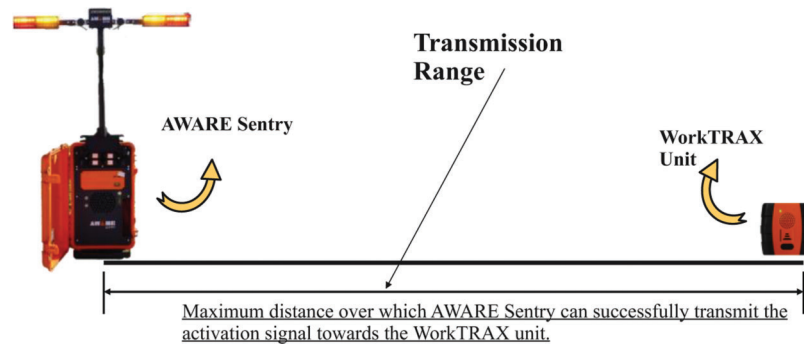 Transmission
Range
AWARE Sentry
WorkTRAX
Unit
AWARE
Maximum distance over which AWARE Sentry can successfully transmit the
activation signal towards the WorkTRAX unit.